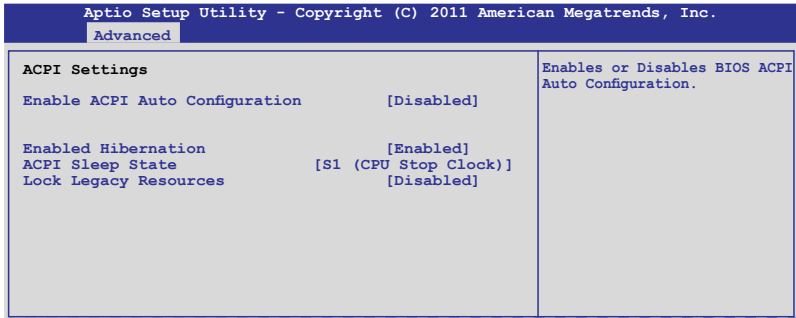 Aptio Setup Utility - Copyright (C) 2011 American Megatrends, Inc.
Advanced
ACPI Settings
Enable ACPI Auto Configuration [Disabled]
Enabled Hibernation [Enabled]
ACPI Sleep State [S1 (CPU Stop Clock)]
Lock Legacy Resources [Disabled]
Enables or Disables BIOS ACPI
Auto Configuration.